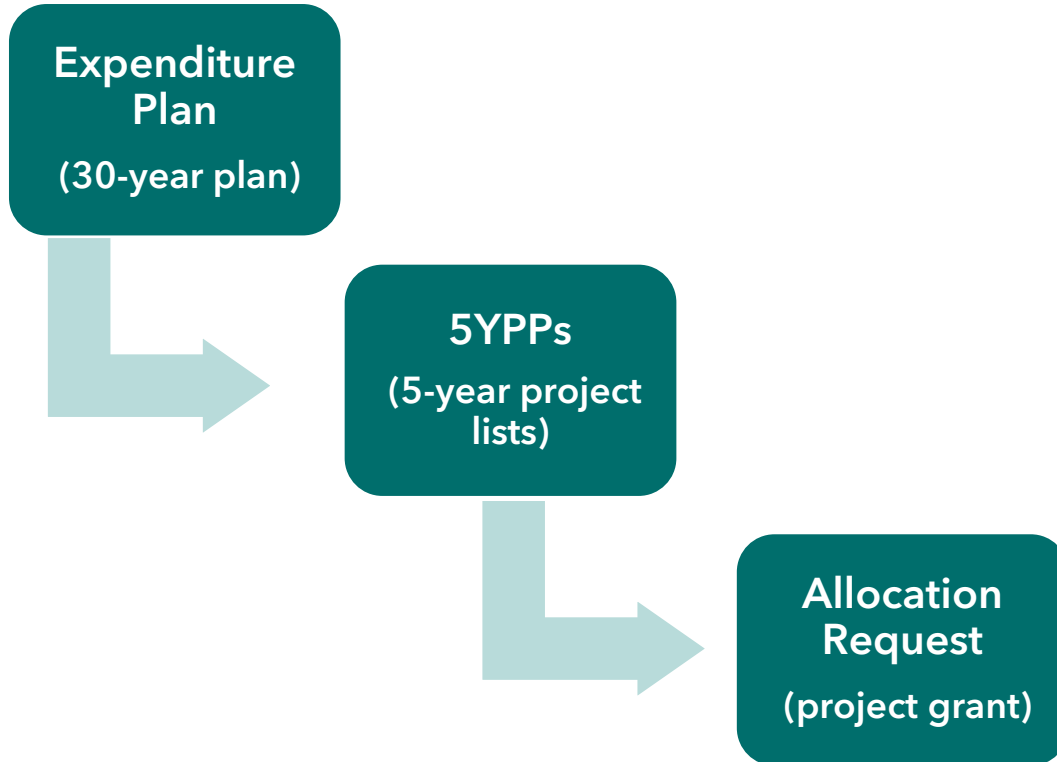 Expenditure
Plan
(30-year plan)
5YPPs
(5-year project
lists)
Allocation
Request
(project grant)